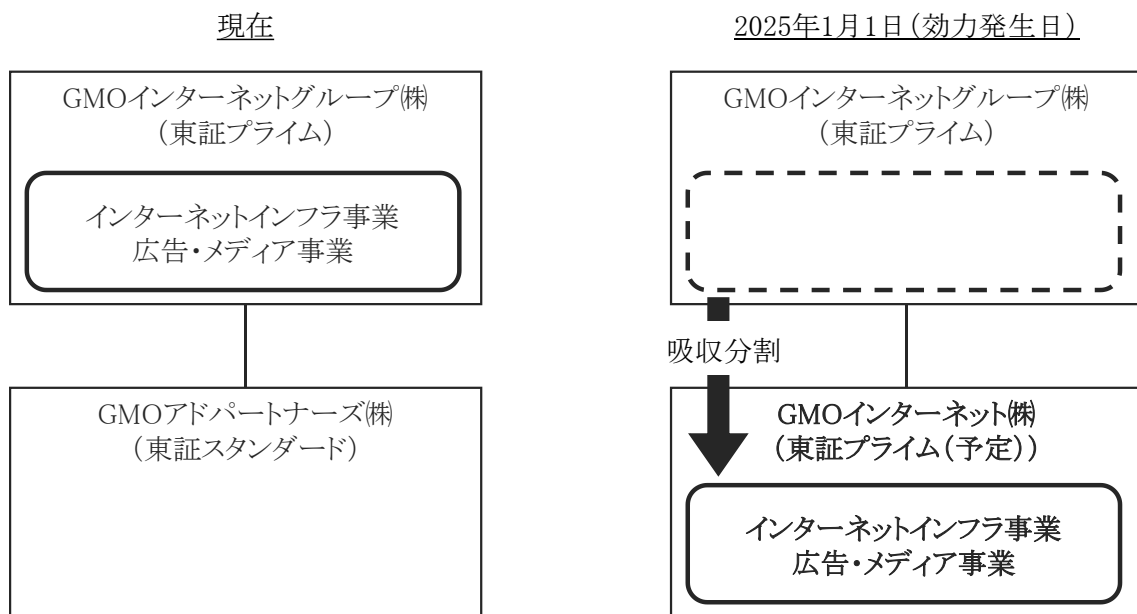 現在
GMOインターネットグループ㈱
（東証プライム）
インターネットインフラ事業
広告・メディア事業
GMOアドパートナーズ㈱
（東証スタンダード）
2025年1月1日（効力発生日）
GMOインターネットグループ㈱
（東証プライム）
吸収分割
GMOインターネット㈱
（東証プライム（予定））
インターネットインフラ事業
広告・メディア事業